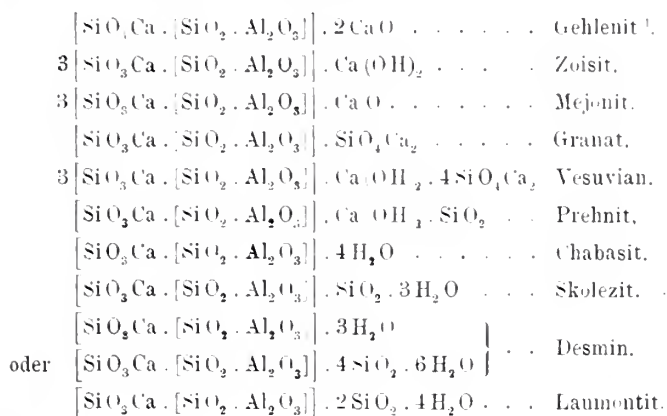 [SiO3Ca . [SiO2 . Al2O3]] . 2CaO . . . . . . Gehlenit 1.
3 [SiO3Ca . [SiO2 . Al2O3]] . Ca(OH)2 . . . . Zoisit.
3 [SiO3Ca . [SiO2 . Al2O3]] . CaO . . . . . . . Mejonit.
[SiO3Ca . [SiO2 . Al2O3]] . SiO4Ca2 . . . . . Granat.
3 [SiO3Ca . [SiO2 . Al2O3]] . Ca(OH)2 . 4SiO4Ca2 Vesuvian.
[SiO3Ca . [SiO2 . Al2O3]] . Ca(OH)2 . SiO2 . . Prehnit.
[SiO3Ca . [SiO2 . Al2O3]] . 4H2O . . . . . . Chabasit.
[SiO3Ca . [SiO2 . Al2O3]] . SiO2 . 3H2O . . . Skolezit.
[SiO3Ca . [SiO2 . Al2O3]] . 3H2O
oder [SiO3Ca . [SiO2 . Al2O3]] . 4SiO2 . 6H2O } . . Desmin.
[SiO3Ca . [SiO2 . Al2O3]] . 2SiO2 . 4H2O . . . Laumontit.